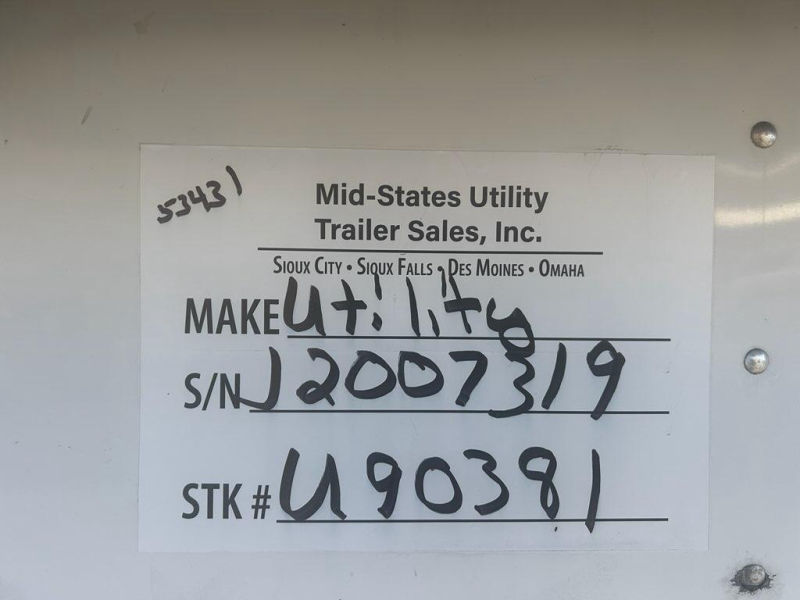 53431
Mid-States Utility
Trailer Sales, Inc.
Sioux City • Sioux Falls • Des Moines • Omaha
MAKE Utility
S/N J2007319
STK # U90381